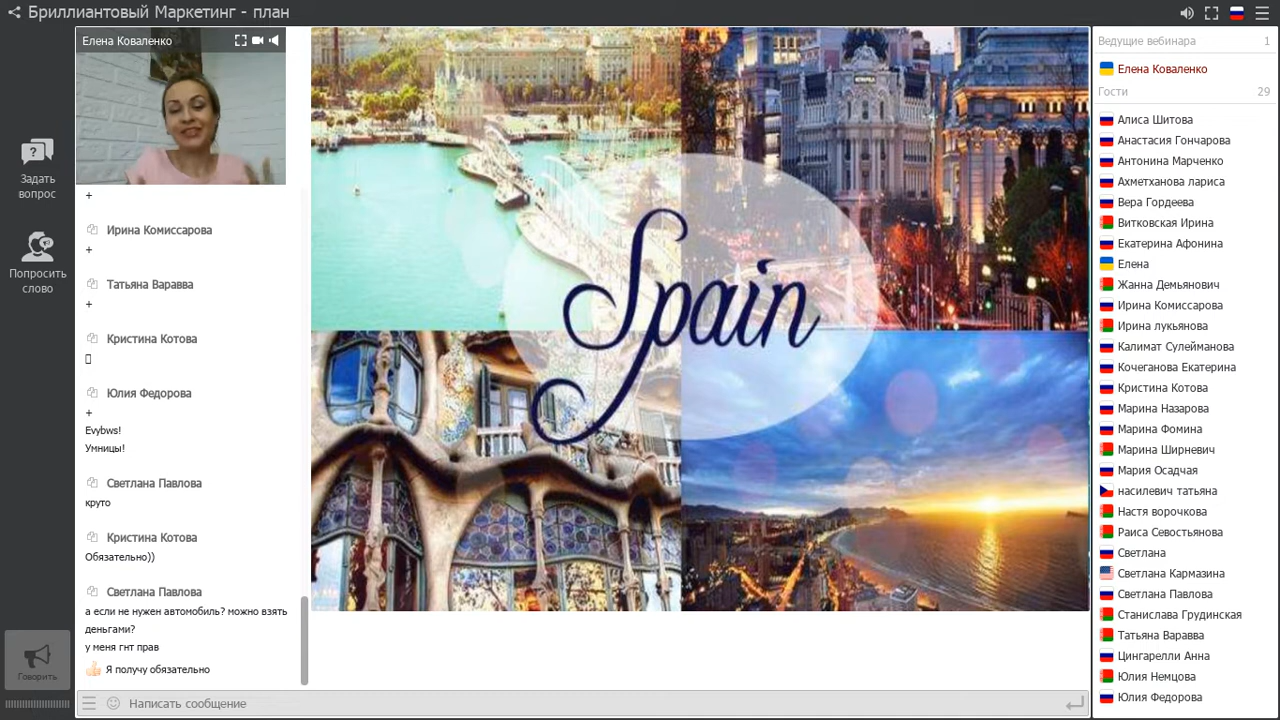 Бриллиантовый Маркетинг - план
Елена Коваленко
Задать
вопрос
Попросить
слово
Говорить
+
Ирина Комиссарова
+
Татьяна Варавва
+
Кристина Котова
Юлия Федорова
+
Evybws!
Умницы!
Светлана Павлова
круто
Кристина Котова
Обязательно))
Светлана Павлова
а если не нужен автомобиль? можно взять
деньгами?
у меня гнт прав
Я получу обязательно
Написать сообщение
METROPOLIS
Spain
Ведущие вебинара 1
Елена Коваленко
Гости 29
Алиса Шитова
Анастасия Гончарова
Антонина Марченко
Ахметханова лариса
Вера Гордеева
Витковская Ирина
Екатерина Афонина
Елена
Жанна Демьянович
Ирина Комиссарова
Ирина лукьянова
Калимат Сулейманова
Кочеганова Екатерина
Кристина Котова
Марина Назарова
Марина Фомина
Марина Ширневич
Мария Осадчая
насилевич татьяна
Настя ворочкова
Раиса Севостьянова
Светлана
Светлана Кармазина
Светлана Павлова
Станислава Грудинская
Татьяна Варавва
Цингарелли Анна
Юлия Немцова
Юлия Федорова